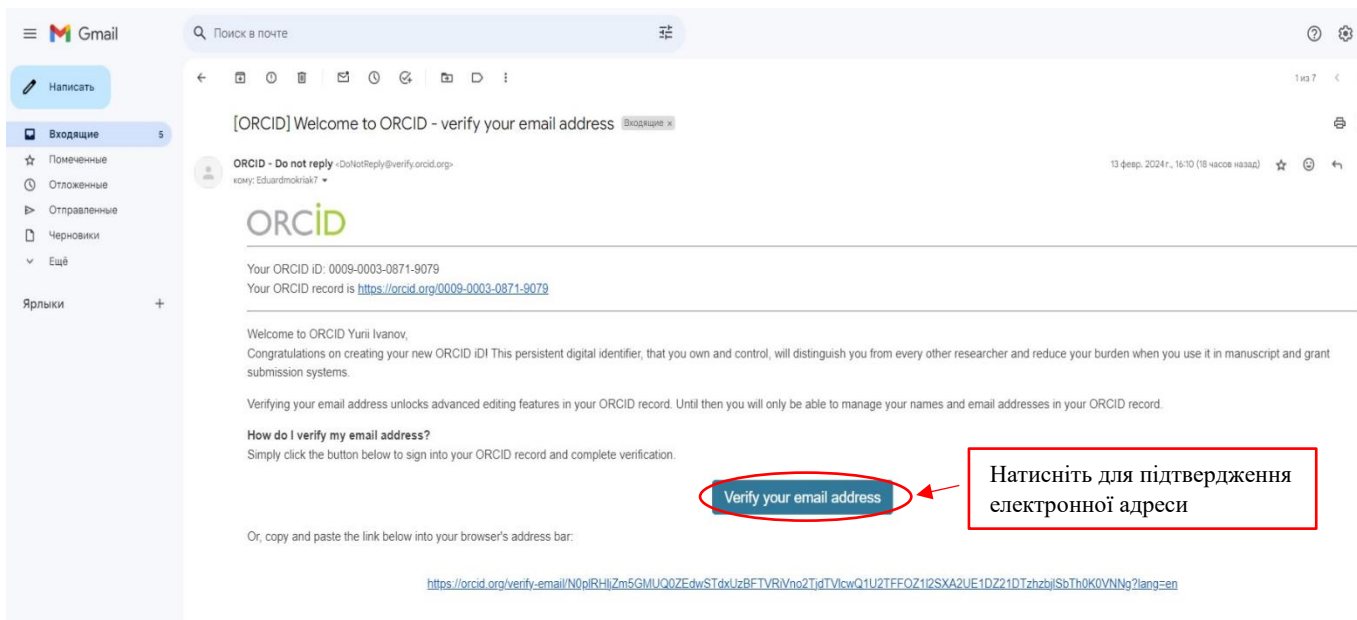 Gmail
Поиск в почте
Написать
1 из 7
Входящие 5
Помеченные
Отложенные
Отправленные
Черновики
Ещё
Ярлыки +
[ORCID] Welcome to ORCID - verify your email address Входящие ×
ORCID - Do not reply <DoNotReply@verify.orcid.org>
13 февр. 2024 г., 16:10 (18 часов назад)
кому: Eduardmokriak7
ORCiD
Your ORCID iD: 0009-0003-0871-9079
Your ORCID record is https://orcid.org/0009-0003-0871-9079
Welcome to ORCID Yurii Ivanov,
Congratulations on creating your new ORCID iD! This persistent digital identifier, that you own and control, will distinguish you from every other researcher and reduce your burden when you use it in manuscript and grant
submission systems.
Verifying your email address unlocks advanced editing features in your ORCID record. Until then you will only be able to manage your names and email addresses in your ORCID record.
How do I verify my email address?
Simply click the button below to sign into your ORCID record and complete verification.
Verify your email address
Натисніть для підтвердження
електронної адреси
Or, copy and paste the link below into your browser's address bar: